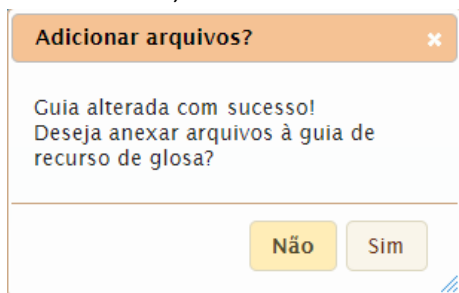 Adicionar arquivos?
Guia alterada com sucesso!
Deseja anexar arquivos à guia de
recurso de glosa?
Não Sim